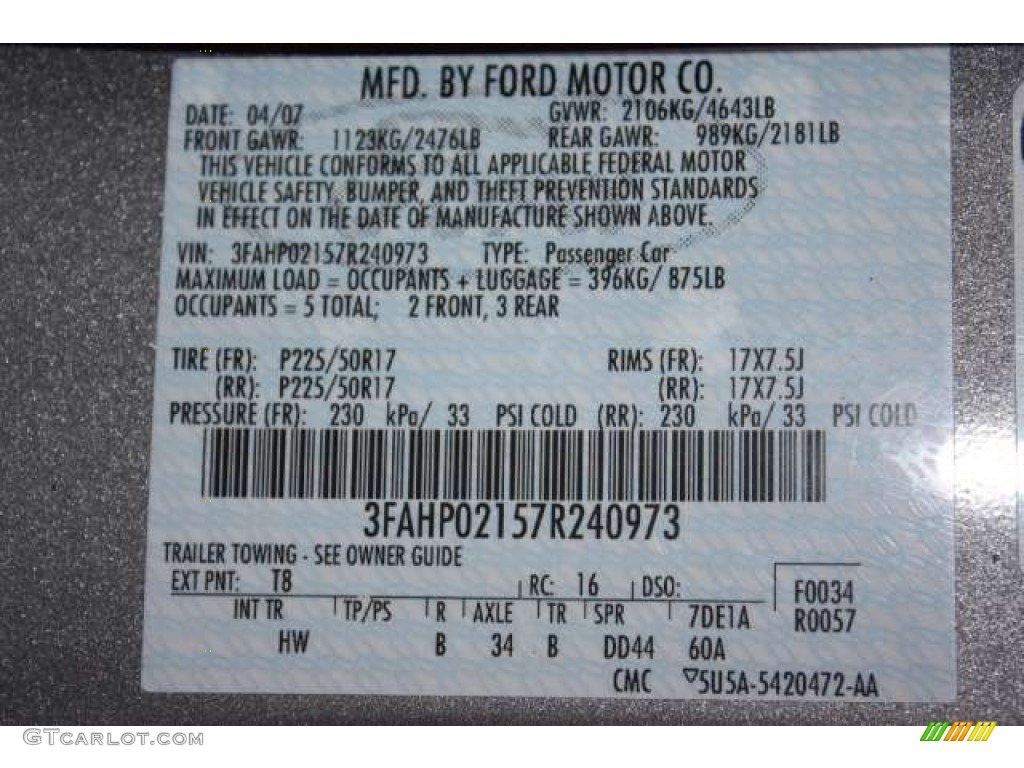 MFD. BY FORD MOTOR CO.
DATE: 04/07 GVWR: 2106KG/4643LB
FRONT GAWR: 1123KG/2476LB REAR GAWR: 989KG/2181LB
THIS VEHICLE CONFORMS TO ALL APPLICABLE FEDERAL MOTOR
VEHICLE SAFETY, BUMPER, AND THEFT PREVENTION STANDARDS
IN EFFECT ON THE DATE OF MANUFACTURE SHOWN ABOVE.
VIN: 3FAHP02157R240973 TYPE: Passenger Car
MAXIMUM LOAD = OCCUPANTS + LUGGAGE = 396KG/ 875LB
OCCUPANTS = 5 TOTAL; 2 FRONT, 3 REAR
TIRE (FR): P225/50R17 RIMS (FR): 17X7.5J
(RR): P225/50R17 (RR): 17X7.5J
PRESSURE (FR): 230 kPa/ 33 PSI COLD (RR): 230 kPa/ 33 PSI COLD
3FAHP02157R240973
TRAILER TOWING - SEE OWNER GUIDE
EXT PNT: T8 RC: 16 DSO: F0034
INT TR TP/PS R AXLE TR SPR 7DE1A R0057
HW B 34 B DD44 60A
CMC ▽5U5A-5420472-AA
GTCarLot.com